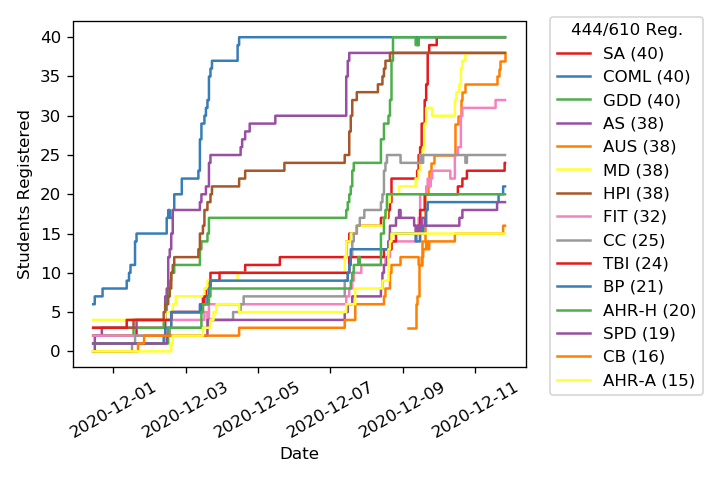 444/610 Reg.
SA (40)
COML (40)
GDD (40)
AS (38)
AUS (38)
MD (38)
HPI (38)
FIT (32)
CC (25)
TBI (24)
BP (21)
AHR-H (20)
SPD (19)
CB (16)
AHR-A (15)
Students Registered
40
35
30
25
20
15
10
5
0
2020-12-01
2020-12-03
2020-12-05
2020-12-07
2020-12-09
2020-12-11
Date